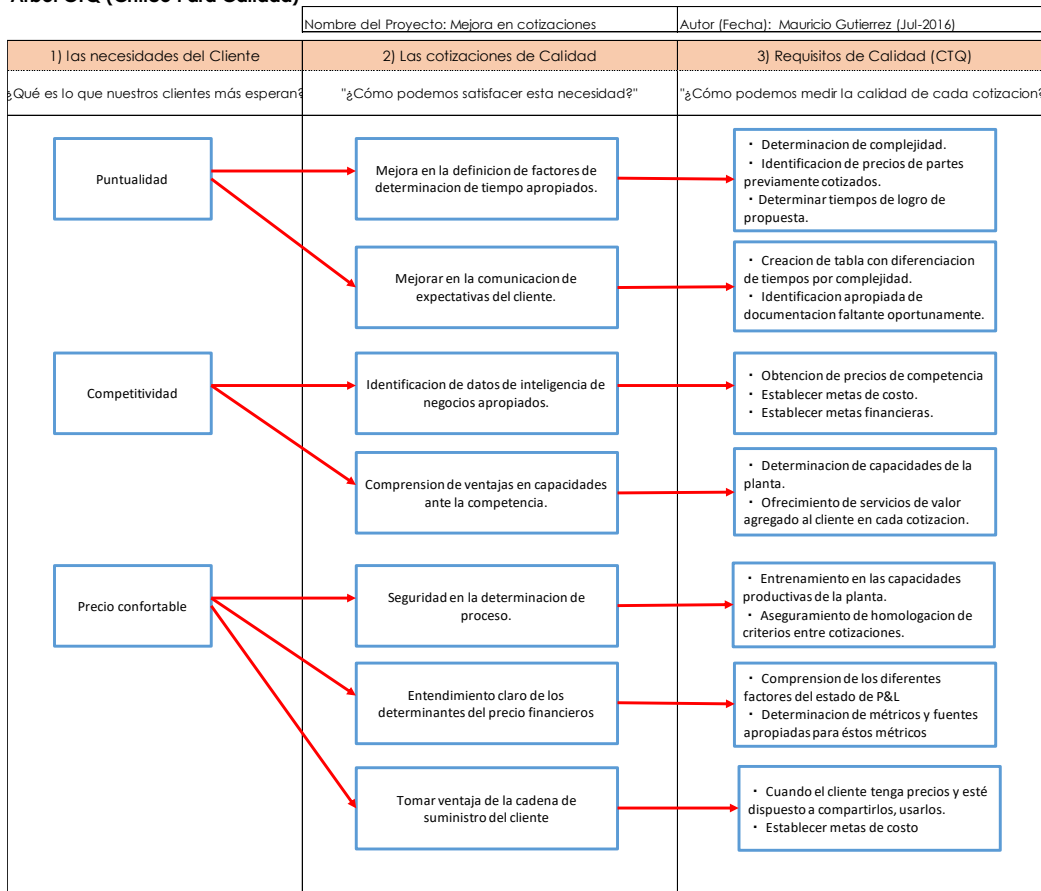 Nombre del Proyecto: Mejora en cotizaciones
Autor (Fecha): Mauricio Gutierrez (Jul-2016)
1) las necesidades del Cliente
2) Las cotizaciones de Calidad
3) Requisitos de Calidad (CTQ)
¿Qué es lo que nuestros clientes más esperan?
"¿Cómo podemos satisfacer esta necesidad?"
"¿Cómo podemos medir la calidad de cada cotizacion?
Puntualidad
Mejora en la definicion de factores de
determinacion de tiempo apropiados.
· Determinacion de complejidad.
· Identificacion de precios de partes
previamente cotizados.
· Determinar tiempos de logro de
propuesta.
Mejorar en la comunicacion de
expectativas del cliente.
· Creacion de tabla con diferenciacion
de tiempos por complejidad.
· Identificacion apropiada de
documentacion faltante oportunamente.
Competitividad
Identificacion de datos de inteligencia de
negocios apropiados.
· Obtencion de precios de competencia
· Establecer metas de costo.
· Establecer metas financieras.
Comprension de ventajas en capacidades
ante la competencia.
· Determinacion de capacidades de la
planta.
· Ofrecimiento de servicios de valor
agregado al cliente en cada cotizacion.
Precio confortable
Seguridad en la determinacion de
proceso.
· Entrenamiento en las capacidades
productivas de la planta.
· Aseguramiento de homologacion de
criterios entre cotizaciones.
Entendimiento claro de los
determinantes del precio financieros
· Comprension de los diferentes
factores del estado de P&L
· Determinacion de métricos y fuentes
apropiadas para éstos métricos
Tomar ventaja de la cadena de
suministro del cliente
· Cuando el cliente tenga precios y esté
dispuesto a compartirlos, usarlos.
· Establecer metas de costo